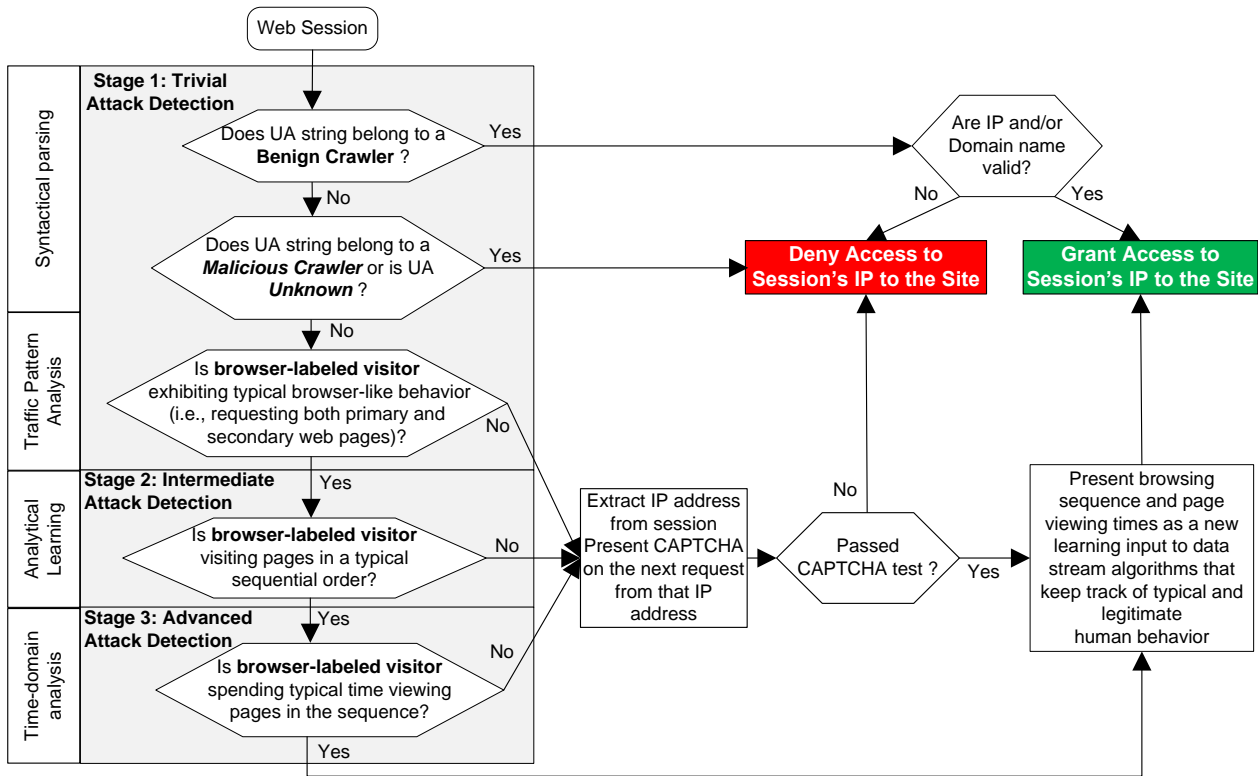 Web Session
Syntactical parsing
Stage 1: Trivial
Attack Detection
Does UA string belong to a
Benign Crawler ?
Yes
No
Are IP and/or
Domain name
valid?
No
Yes
Does UA string belong to a
Malicious Crawler or is UA
Unknown ?
Yes
No
Deny Access to
Session's IP to the Site
Grant Access to
Session's IP to the Site
Traffic Pattern
Analysis
Is browser-labeled visitor
exhibiting typical browser-like behavior
(i.e., requesting both primary and
secondary web pages)?
No
Yes
Analytical
Learning
Stage 2: Intermediate
Attack Detection
Is browser-labeled visitor
visiting pages in a typical
sequential order?
No
Yes
Extract IP address
from session
Present CAPTCHA
on the next request
from that IP
address
No
Passed
CAPTCHA test ?
Yes
Present browsing
sequence and page
viewing times as a new
learning input to data
stream algorithms that
keep track of typical and
legitimate
human behavior
Time-domain
analysis
Stage 3: Advanced
Attack Detection
Is browser-labeled visitor
spending typical time viewing
pages in the sequence?
No
Yes